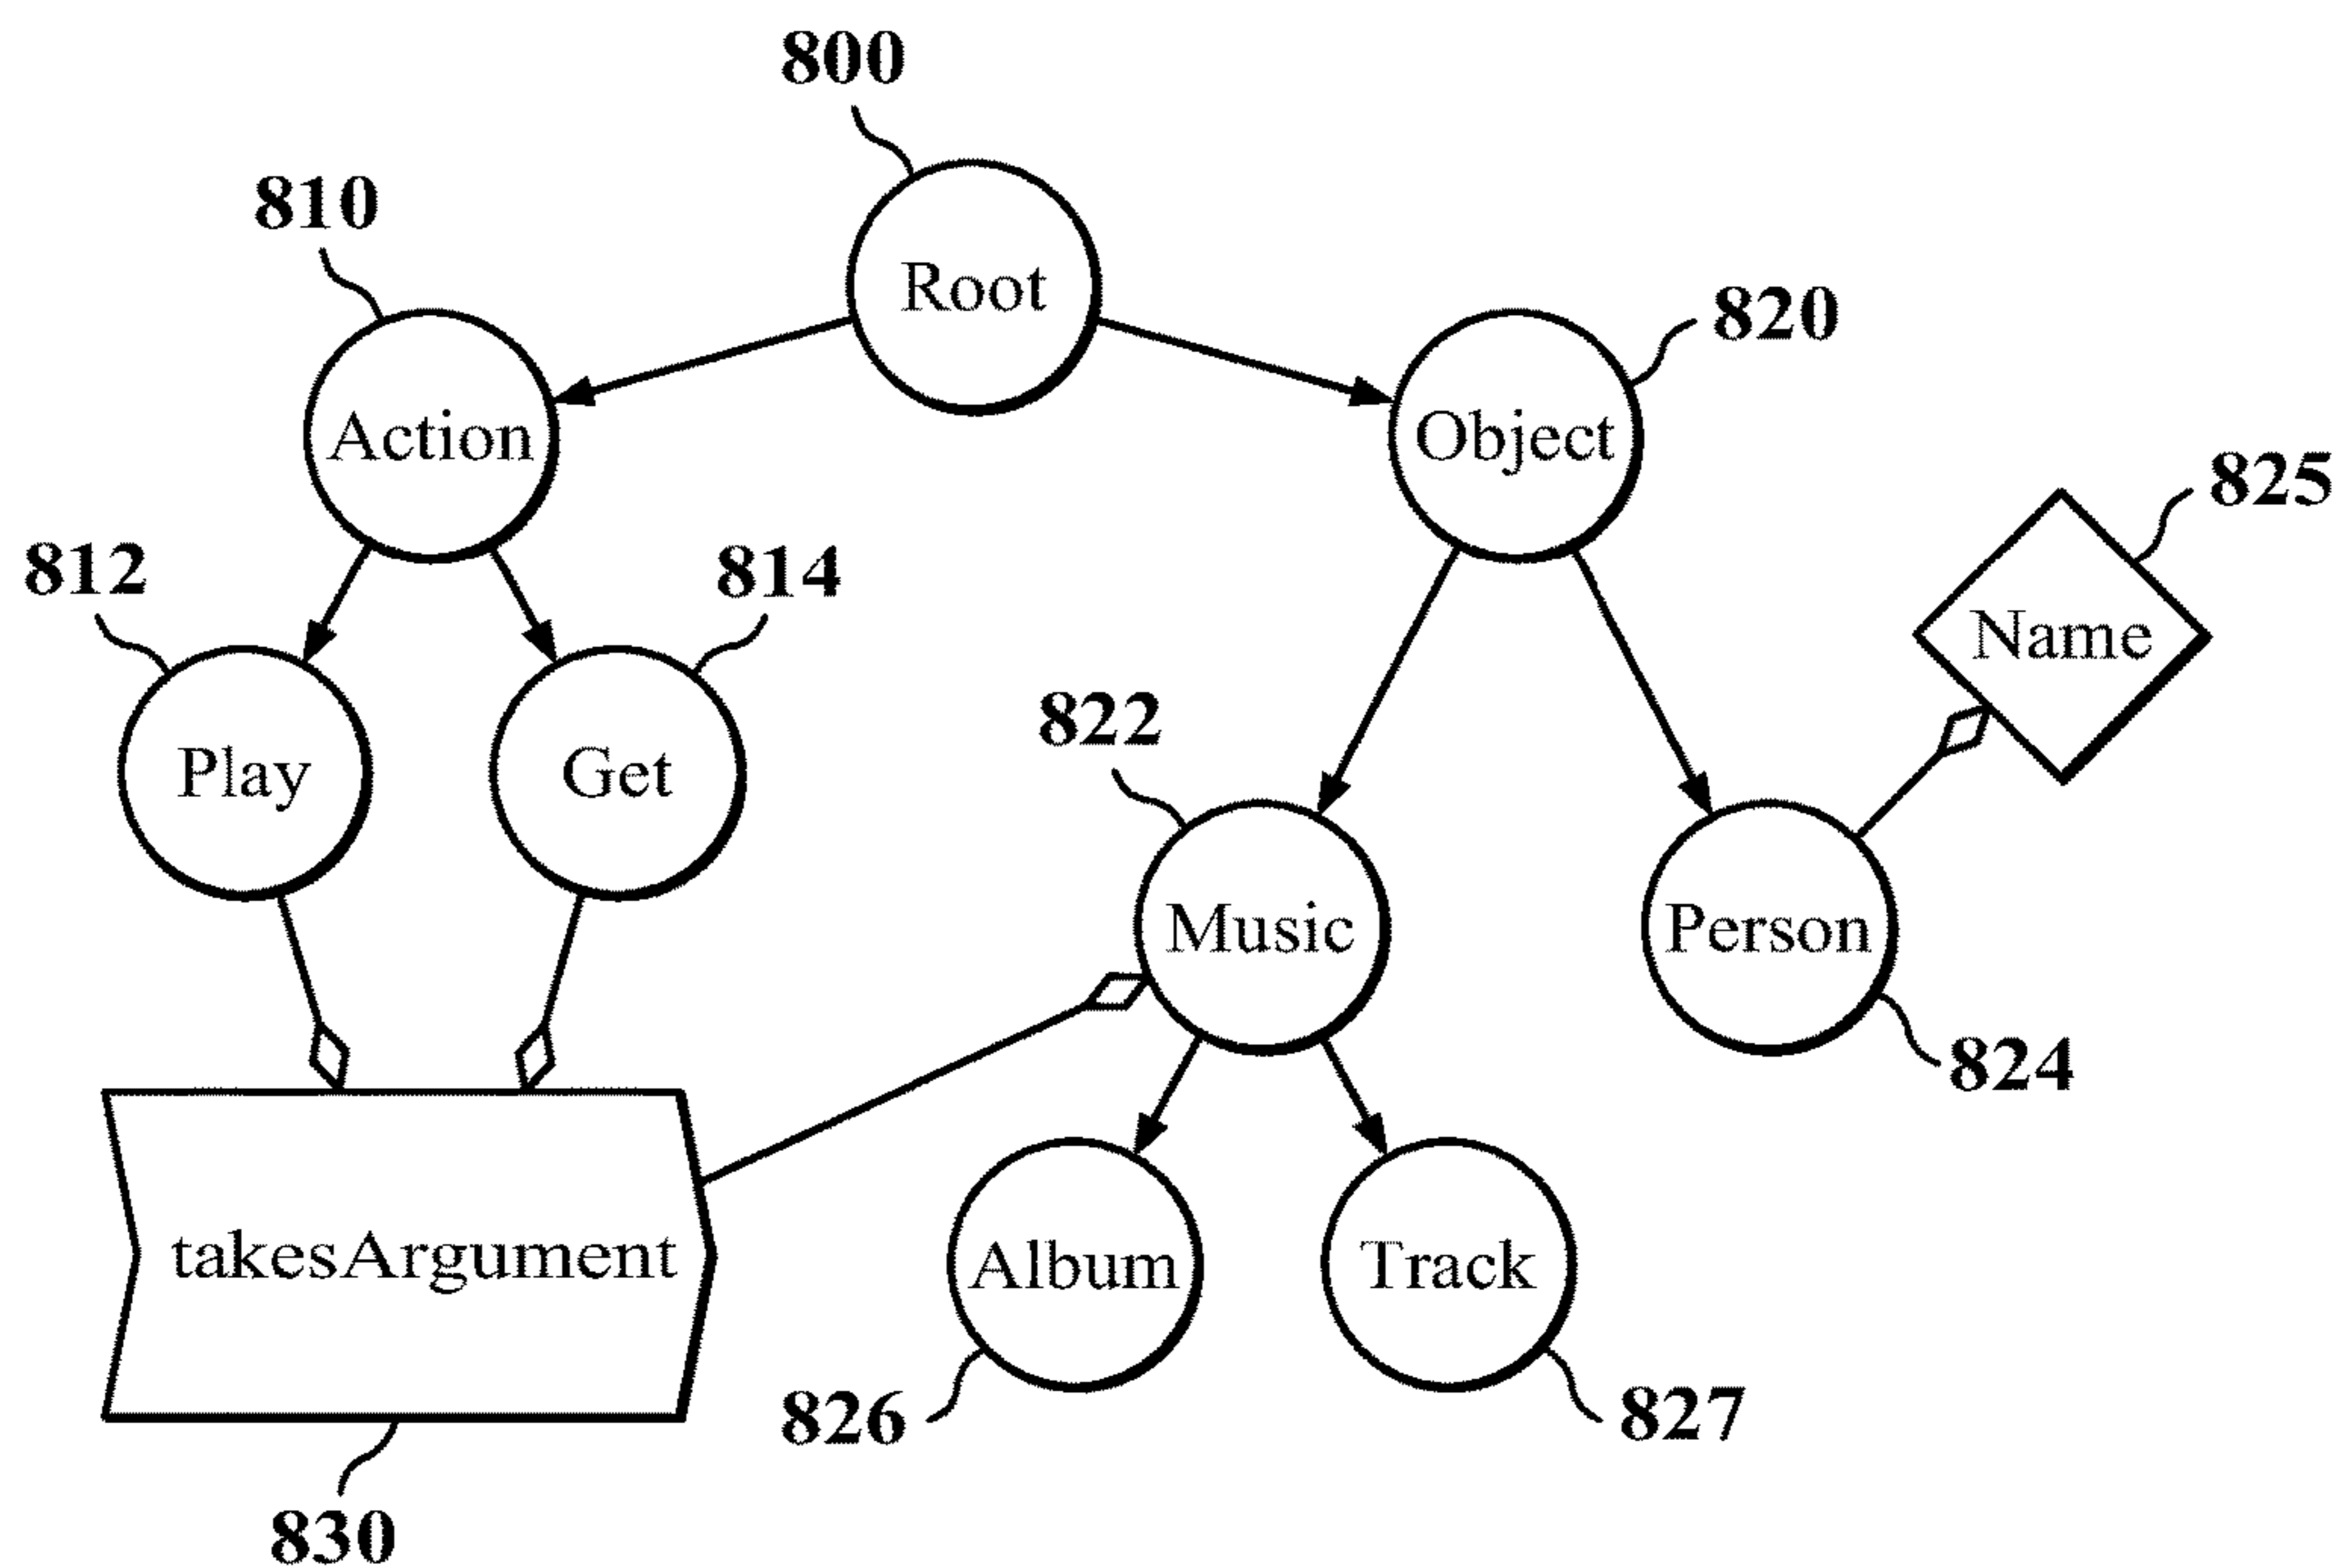 800
810
Root
820
Action
Object
825
812
814
Name
822
Play
Get
Music
Person
824
takesArgument
Album
Track
826
827
830